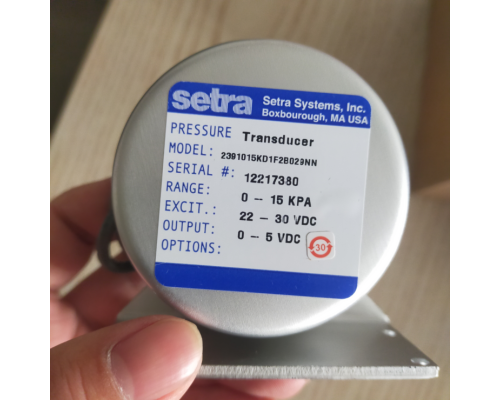 setra
Setra Systems, Inc.
Boxbourough, MA USA
PRESSURE Transducer
MODEL: 2391015KD1F2B029NN
SERIAL #: 12217380
RANGE: 0 – 15 KPA
EXCIT.: 22 – 30 VDC
OUTPUT: 0 – 5 VDC
OPTIONS:
30